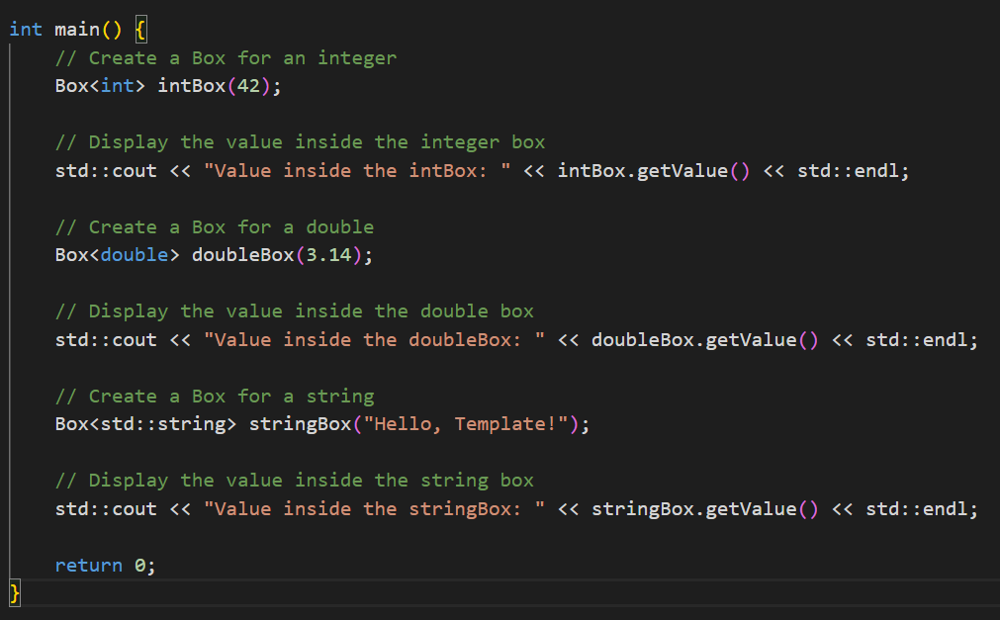 int main() {
    // Create a Box for an integer
    Box<int> intBox(42);

    // Display the value inside the integer box
    std::cout << "Value inside the intBox: " << intBox.getValue() << std::endl;

    // Create a Box for a double
    Box<double> doubleBox(3.14);

    // Display the value inside the double box
    std::cout << "Value inside the doubleBox: " << doubleBox.getValue() << std::endl;

    // Create a Box for a string
    Box<std::string> stringBox("Hello, Template!");

    // Display the value inside the string box
    std::cout << "Value inside the stringBox: " << stringBox.getValue() << std::endl;

    return 0;
}